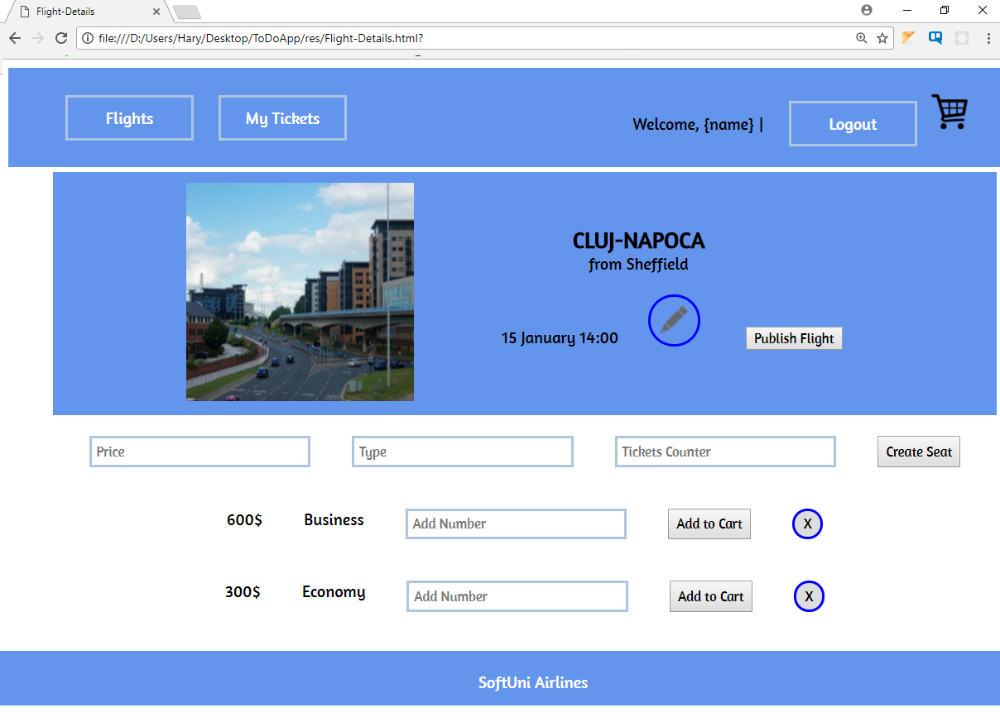 Flight-Details
file:///D:/Users/Hary/Desktop/ToDoApp/res/Flight-Details.html?
Flights
My Tickets
Welcome, {name} |
Logout
CLUJ-NAPOCA
from Sheffield
15 January 14:00
Publish Flight
Price
Type
Tickets Counter
Create Seat
600$
Business
Add Number
Add to Cart
X
300$
Economy
Add Number
Add to Cart
X
SoftUni Airlines